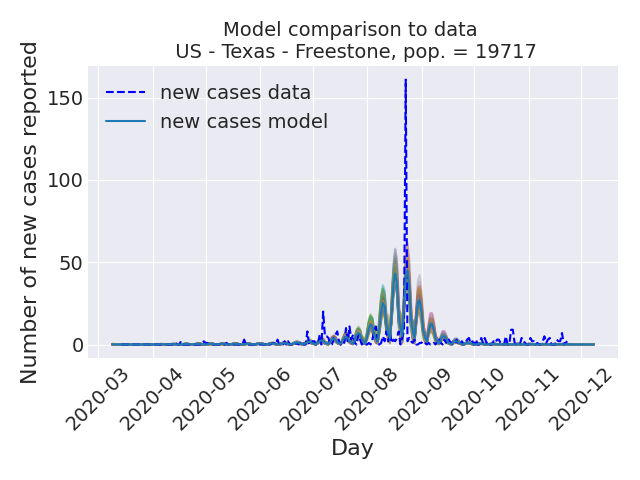 Model comparison to data
US - Texas - Freestone, pop. = 19717
Number of new cases reported
150
100
50
0
new cases data
new cases model
2020-03
2020-04
2020-05
2020-06
2020-07
2020-08
2020-09
2020-10
2020-11
2020-12
Day